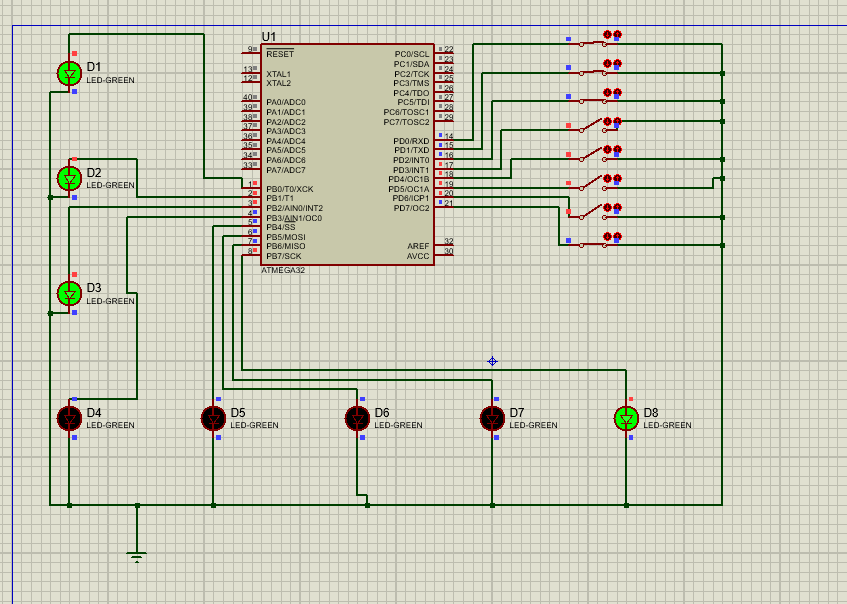 U1
9 RESET PC0/SCL 22
PC1/SDA 23
13 XTAL1 PC2/TCK 24
12 XTAL2 PC3/TMS 25
PC4/TDO 26
40 PA0/ADC0 PC5/TDI 27
39 PA1/ADC1 PC6/TOSC1 28
38 PA2/ADC2 PC7/TOSC2 29
37 PA3/ADC3
36 PA4/ADC4 PD0/RXD 14
35 PA5/ADC5 PD1/TXD 15
34 PA6/ADC6 PD2/INT0 16
33 PA7/ADC7 PD3/INT1 17
PD4/OC1B 18
1 PB0/T0/XCK PD5/OC1A 19
2 PB1/T1 PD6/ICP1 20
3 PB2/AIN0/INT2 PD7/OC2 21
4 PB3/AIN1/OC0
5 PB4/SS
6 PB5/MOSI
7 PB6/MISO AREF 32
8 PB7/SCK AVCC 30
ATMEGA32
D1
LED-GREEN
D2
LED-GREEN
D3
LED-GREEN
D4
LED-GREEN
D5
LED-GREEN
D6
LED-GREEN
D7
LED-GREEN
D8
LED-GREEN